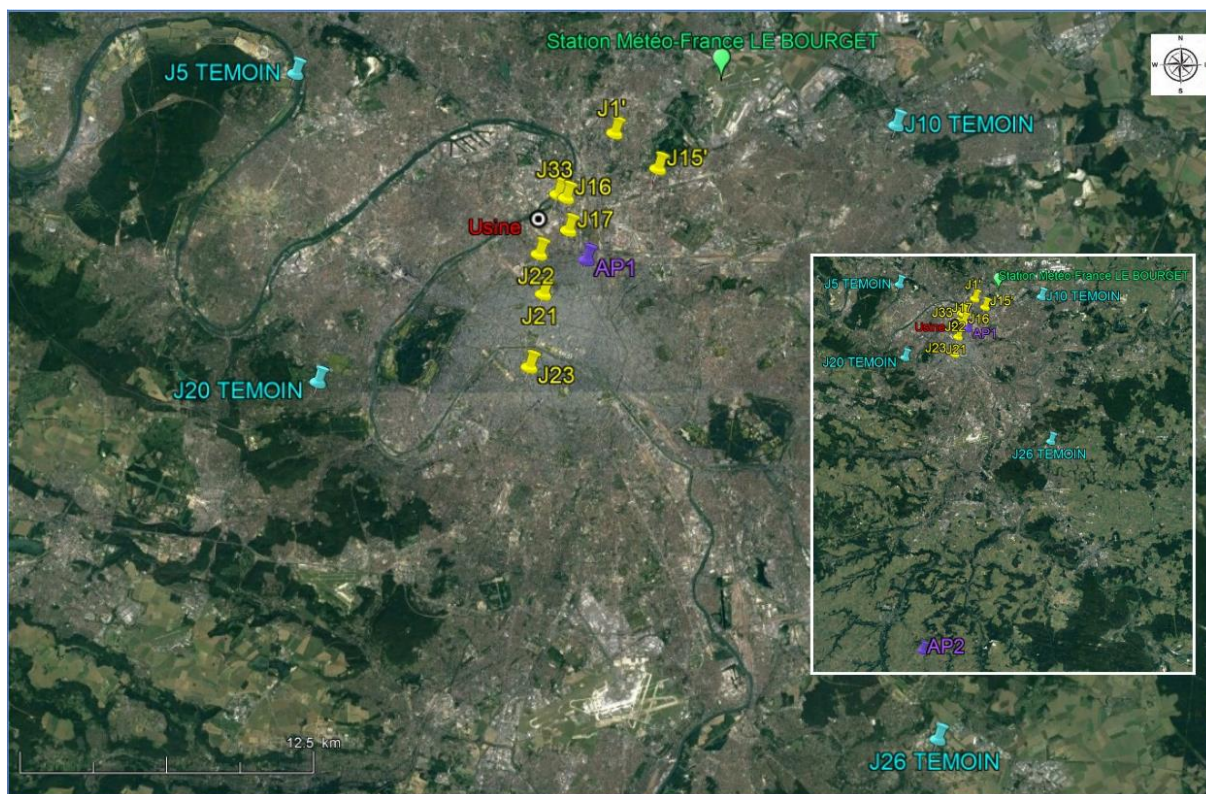 Station Météo-France LE BOURGET
N
W
E
S
J5 TEMOIN
J1'
J10 TEMOIN
J15'
J33
J16
Usine
J17
J22
AP1
J21
J23
J20 TEMOIN
12.5 km
J26 TEMOIN
Station Météo-France LE BOURGET
J5 TEMOIN
J1'
J10 TEMOIN
J15'
J17
J33
J16
Usine
J22
AP1
J23
J21
J20 TEMOIN
J26 TEMOIN
AP2